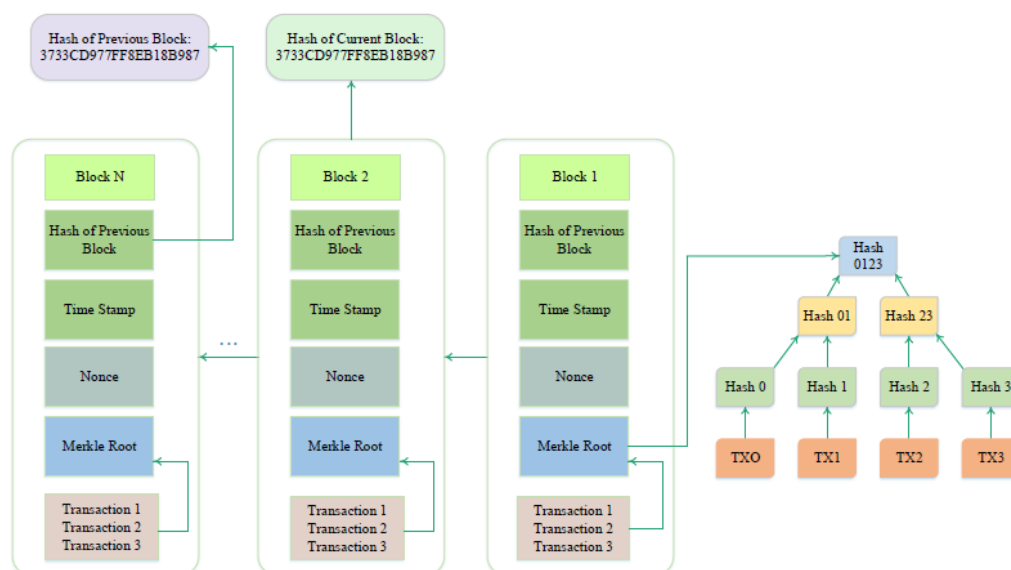 Hash of Previous Block:
3733CD977FF8EB18B987
Hash of Current Block:
3733CD977FF8EB18B987
Block N
Hash of Previous
Block
Time Stamp
Nonce
Merkle Root
Transaction 1
Transaction 2
Transaction 3
...
Block 2
Hash of Previous
Block
Time Stamp
Nonce
Merkle Root
Transaction 1
Transaction 2
Transaction 3
Block 1
Hash of Previous
Block
Time Stamp
Nonce
Merkle Root
Transaction 1
Transaction 2
Transaction 3
Hash
0123
Hash 01
Hash 23
Hash 0
Hash 1
Hash 2
Hash 3
TXO
TX1
TX2
TX3